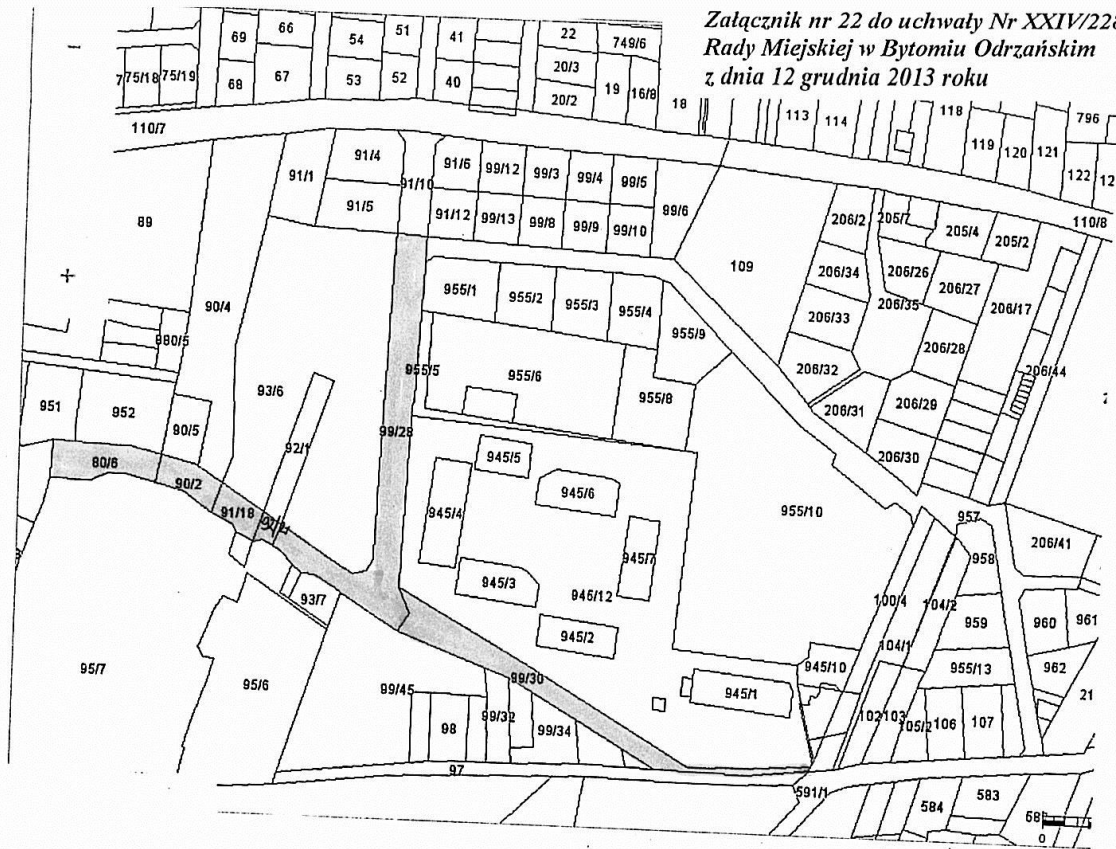 Załącznik nr 22 do uchwały Nr XXIV/228
Rady Miejskiej w Bytomiu Odrzańskim
z dnia 12 grudnia 2013 roku
69 66 54 51 41 22 749/6
7 75/18 75/19 68 67 53 52 40 20/3 20/2 19 16/8 18 113 114 118 796
110/7 119 120 121 122 12
91/1 91/4 91/10 91/6 99/12 99/3 99/4 99/5
91/5 91/12 99/13 99/8 99/9 99/10 99/6
89 109 206/2 205/7 205/4 205/2 110/8
90/4 955/1 955/2 955/3 955/4 955/9 206/34 206/26 206/27 206/35 206/17
880/5 206/33 206/28
93/6 955/5 955/6 955/8 206/32 206/44
951 952 90/5 206/31 206/29
92/1 99/28 945/5 206/30
80/6 90/2 91/18 945/4 945/6 955/10 957
945/7 958 206/41
93/7 945/3 946/12 100/4 104/2 959 960 961
945/2 104/1 955/13 962
95/7 95/6 99/45 99/30 945/1 945/10 21
98 99/32 99/34 102 103 105/2 106 107
97 591/1 584 583
0